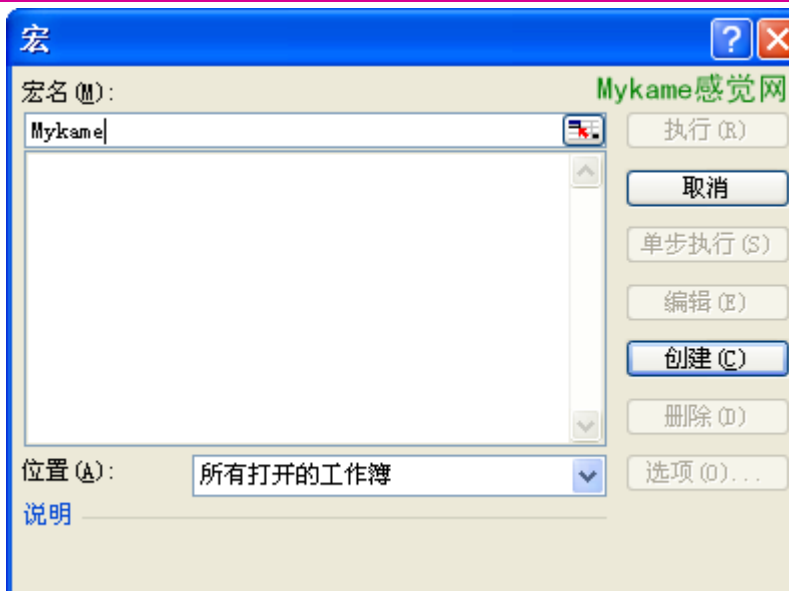 宏
宏名(M):
Mykame感觉网
Mykame
执行(R)
取消
单步执行(S)
编辑(E)
创建(C)
删除(D)
位置(A):
所有打开的工作簿
选项(O)...
说明